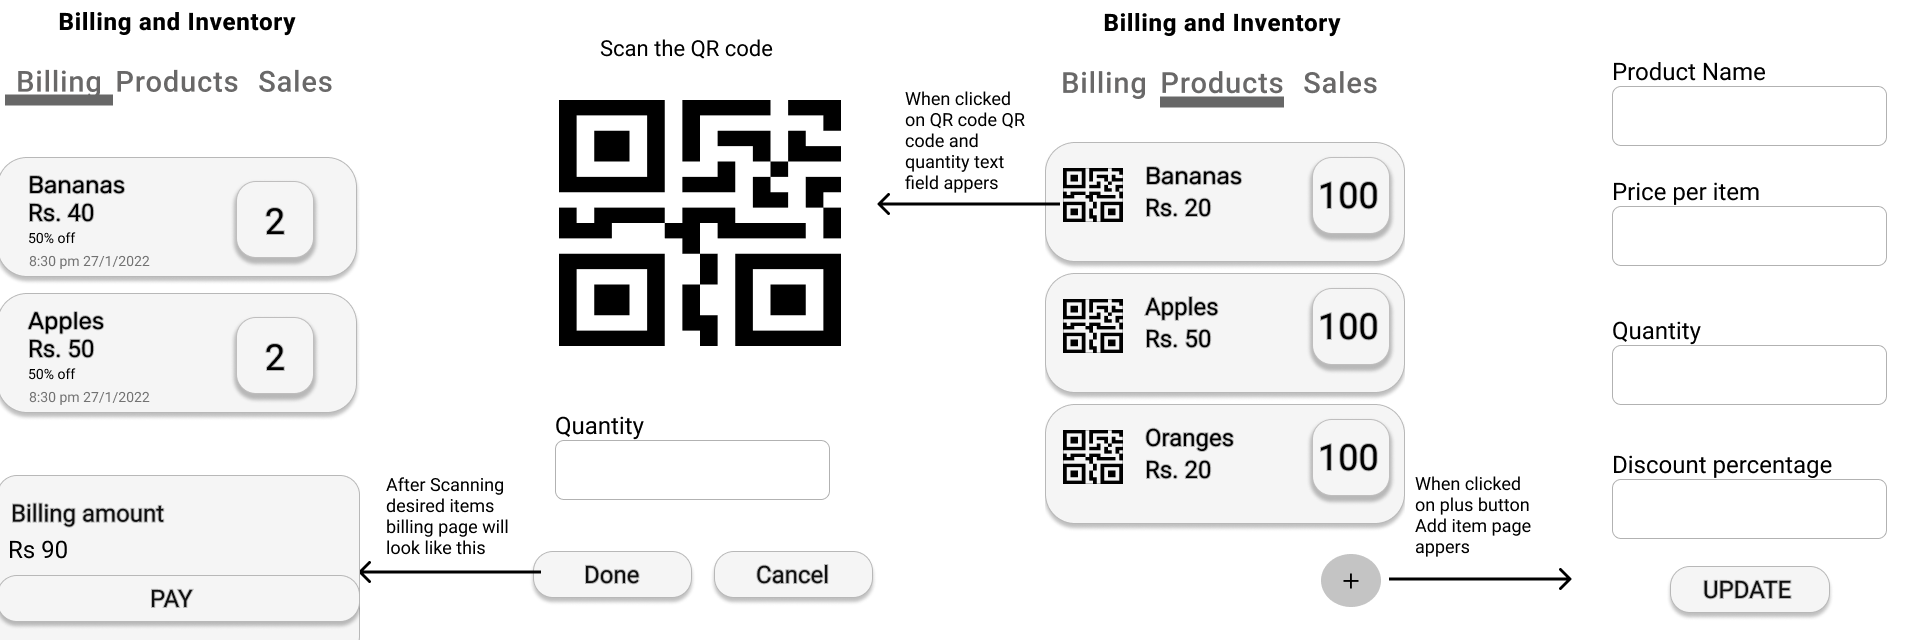 Billing and Inventory
Billing Products Sales
Bananas
Rs. 40
50% off
8:30 pm 27/1/2022
2
Apples
Rs. 50
50% off
8:30 pm 27/1/2022
2
Billing amount
Rs 90
PAY
After Scanning
desired items
billing page will
look like this
Scan the QR code
Quantity
Done
Cancel
When clicked
on QR code QR
code and
quantity text
field appers
Billing and Inventory
Billing Products Sales
Bananas
Rs. 20
100
Apples
Rs. 50
100
Oranges
Rs. 20
100
+
When clicked
on plus button
Add item page
appers
Product Name
Price per item
Quantity
Discount percentage
UPDATE